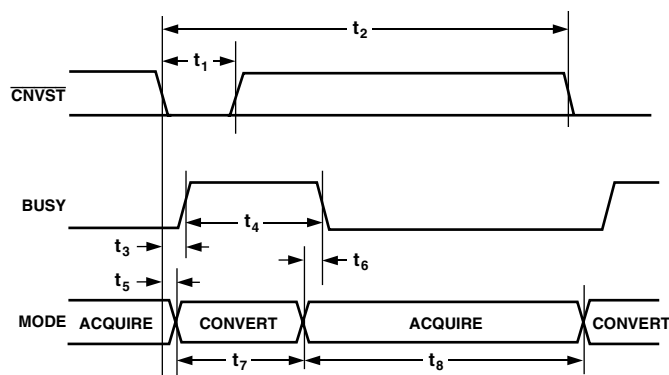 t2
t1
CNVST
BUSY
t4
t3
t6
t5
MODE ACQUIRE CONVERT ACQUIRE CONVERT
t7 t8